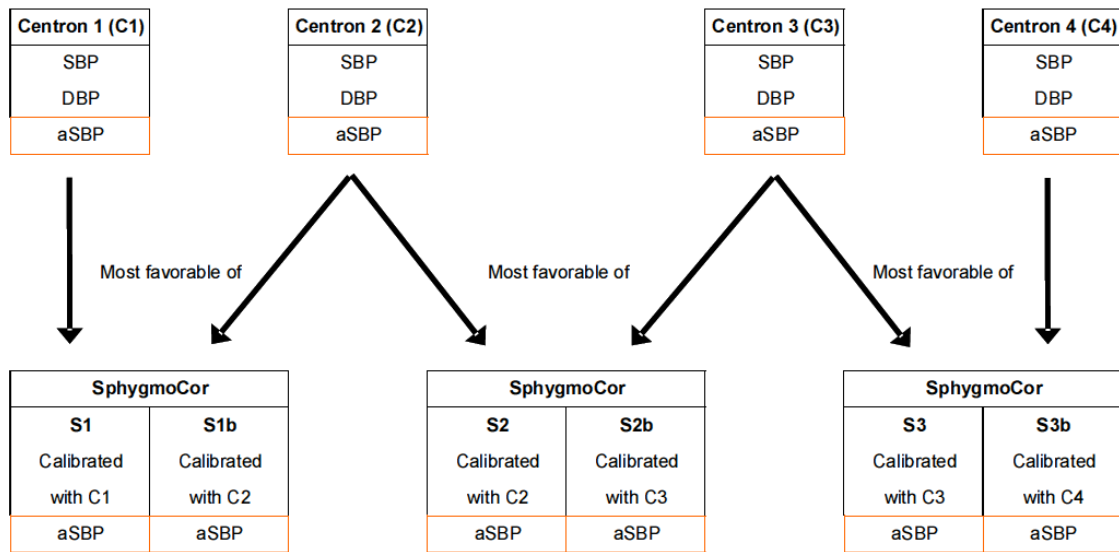 Centron 1 (C1)
SBP
DBP
aSBP
Centron 2 (C2)
SBP
DBP
aSBP
Centron 3 (C3)
SBP
DBP
aSBP
Centron 4 (C4)
SBP
DBP
aSBP
Most favorable of
Most favorable of
Most favorable of
SphygmoCor
S1
Calibrated
with C1
aSBP
S1b
Calibrated
with C2
aSBP
SphygmoCor
S2
Calibrated
with C2
aSBP
S2b
Calibrated
with C3
aSBP
SphygmoCor
S3
Calibrated
with C3
aSBP
S3b
Calibrated
with C4
aSBP